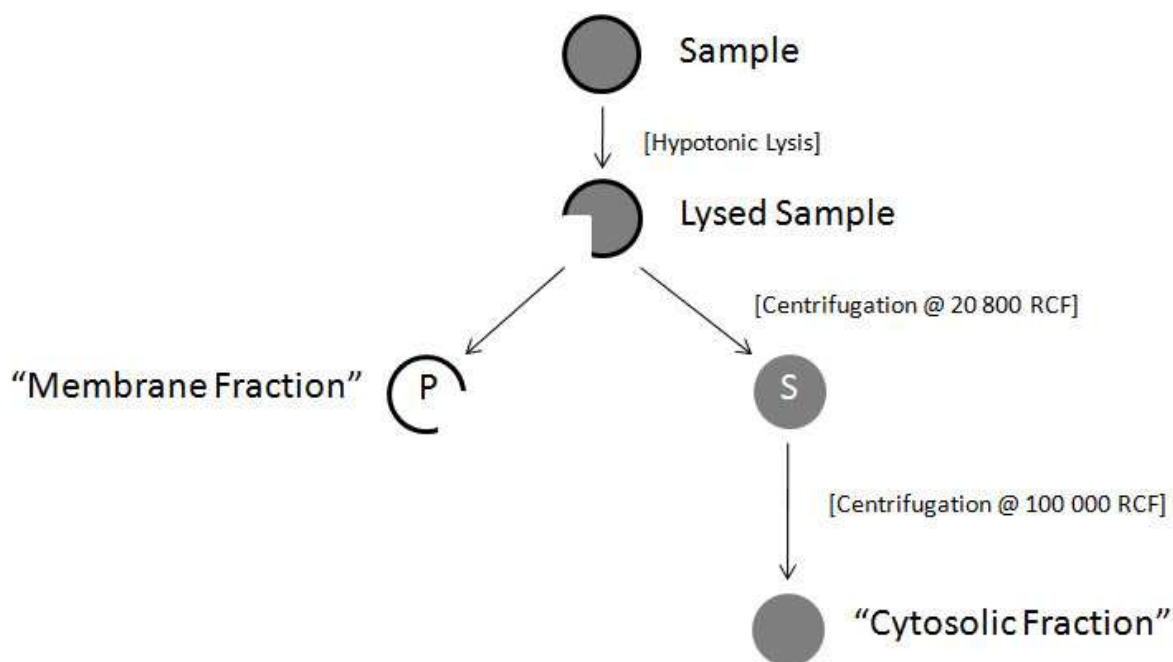 Sample
[Hypotonic Lysis]
Lysed Sample
[Centrifugation @ 20 800 RCF]
“Membrane Fraction”
P
S
[Centrifugation @ 100 000 RCF]
“Cytosolic Fraction”